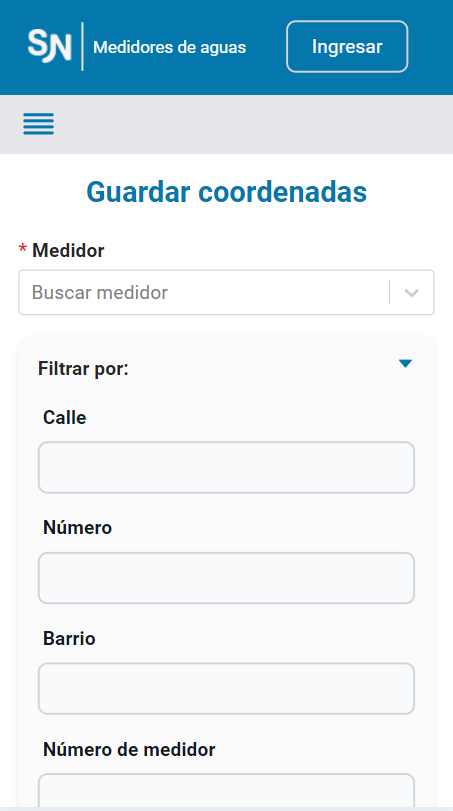 SN
Medidores de aguas
Ingresar
Guardar coordenadas
* Medidor
Buscar medidor
Filtrar por:
Calle
Número
Barrio
Número de medidor